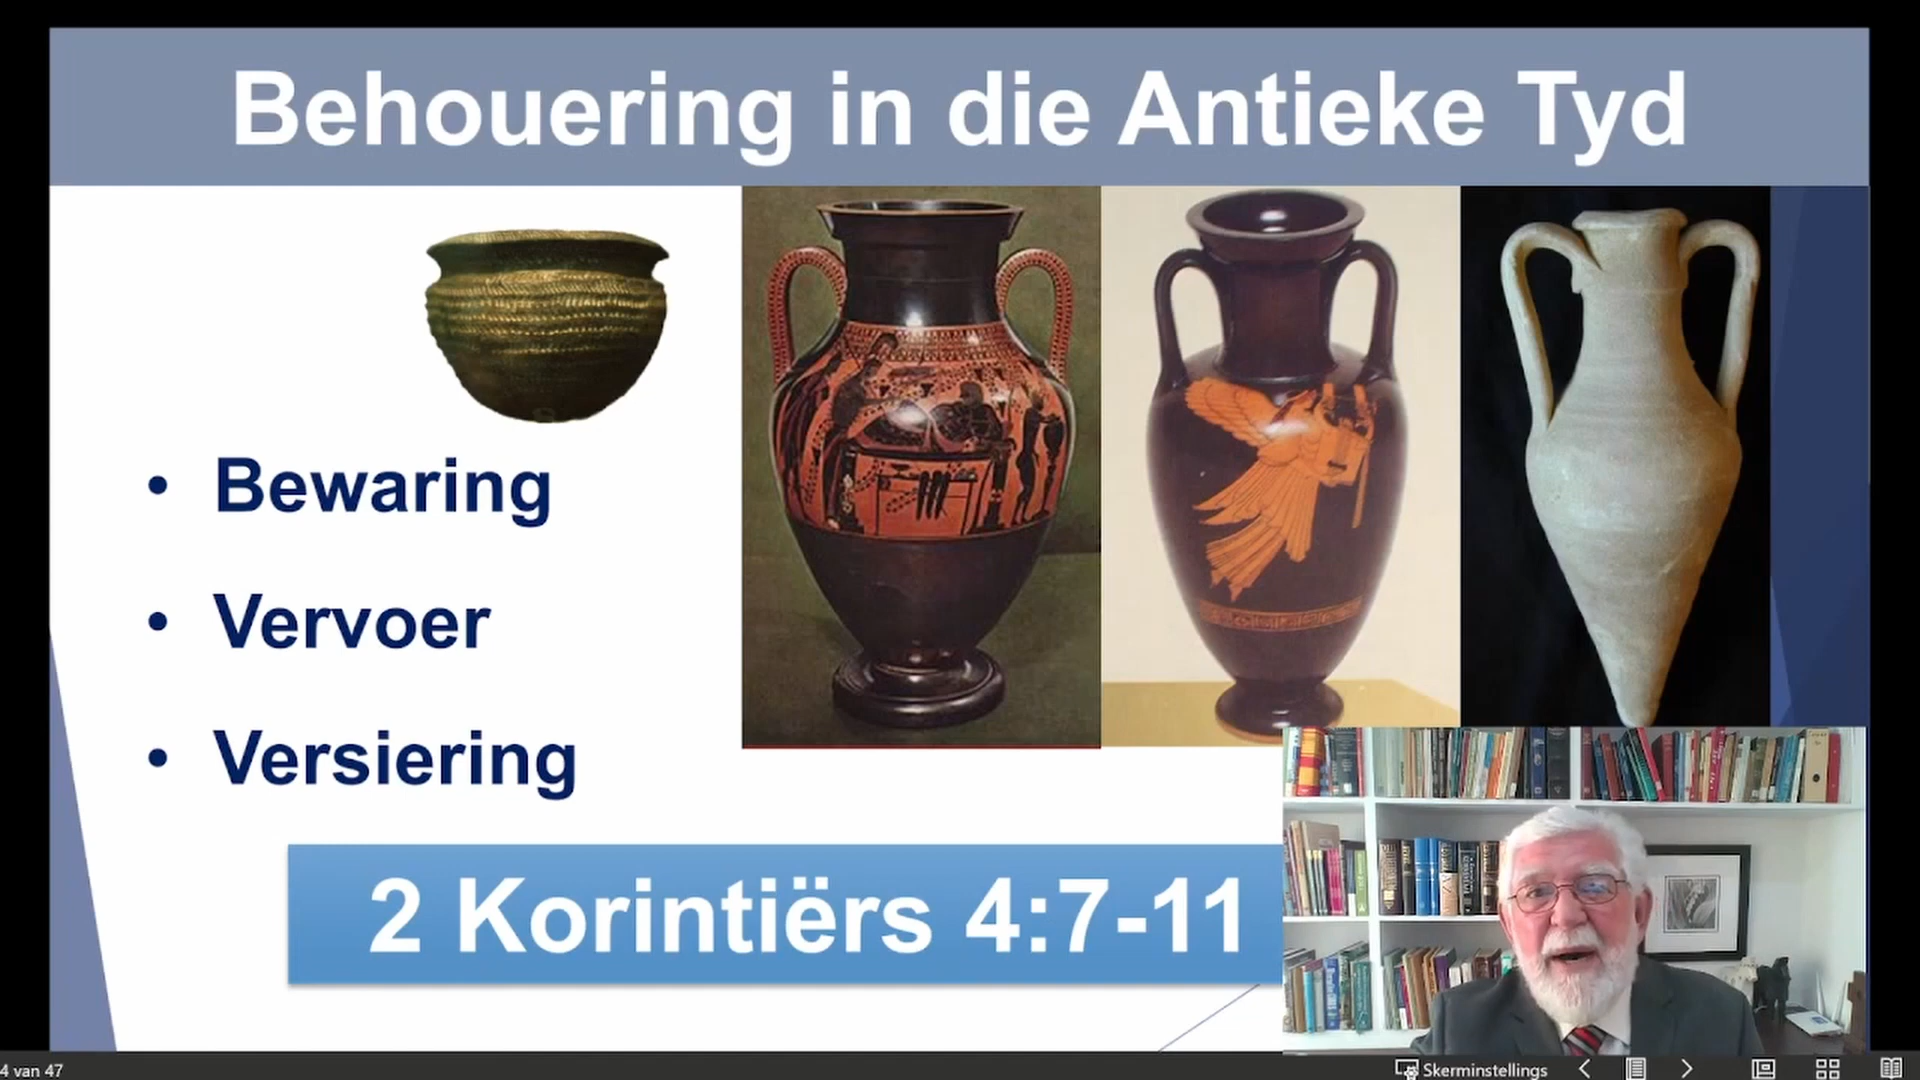 Behouering in die Antieke Tyd
• Bewaring
• Vervoer
• Versiering
2 Korintiërs 4:7-11
4 van 47
Skerminstellings